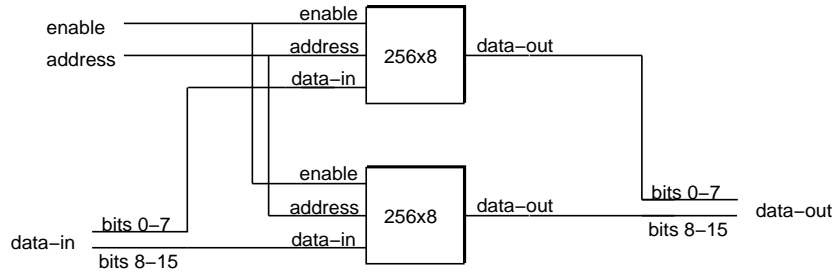 enable
enable
address
address
data-in
256x8
data-out
enable
address
data-in
256x8
data-out
bits 0-7
bits 8-15
data-in
bits 0-7
bits 8-15
data-out